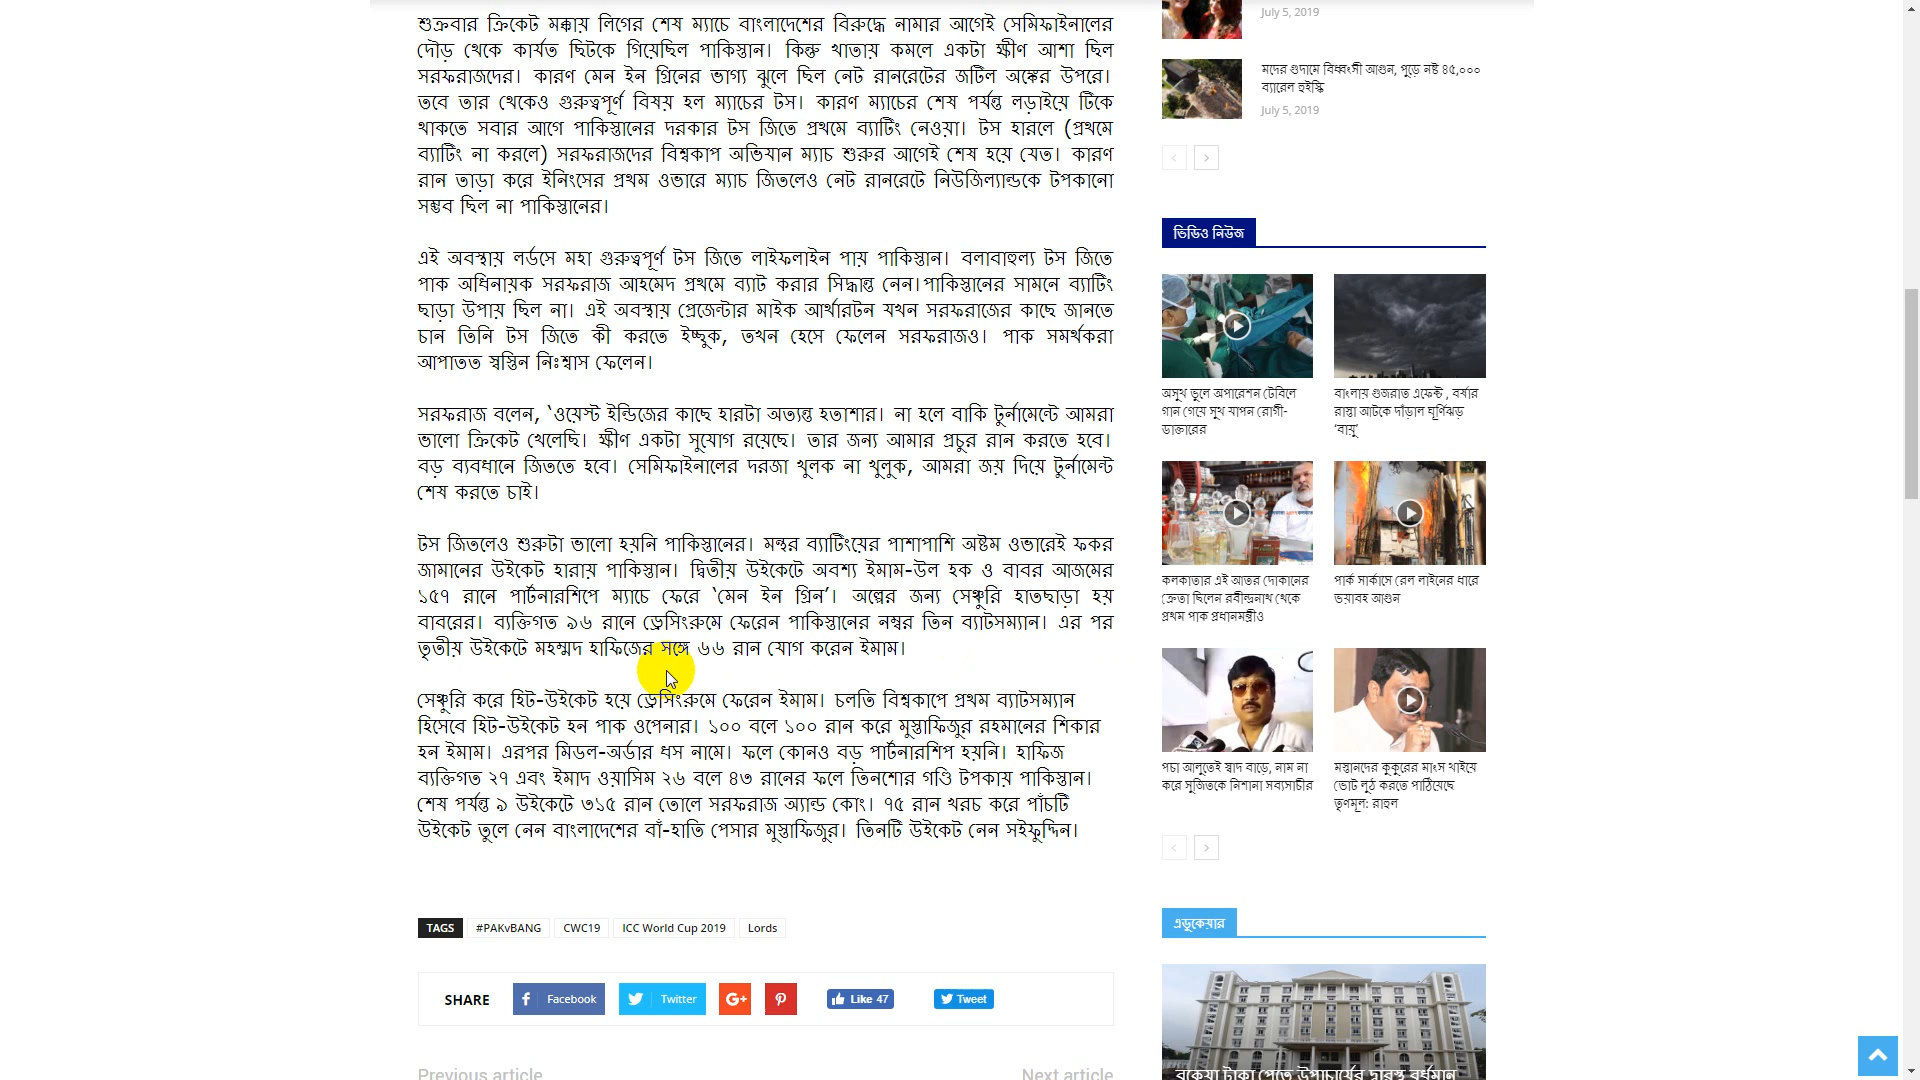 শুক্রবার ক্রিকেট মক্কায় লিগের শেষ ম্যাচে বাংলাদেশের বিরুদ্ধে নামার আগেই সেমিফাইনালের
দৌড় থেকে কার্যত ছিটকে গিয়েছিল পাকিস্তান। কিন্তু খাতায় কমলে একটা ক্ষীণ আশা ছিল
সরফরাজদের। কারণ মেন ইন গ্রিনের ভাগ্য ঝুলে ছিল নেট রানরেটের জটিল অঙ্কের উপরে।
তবে তার থেকেও গুরুত্বপূর্ণ বিষয় হল ম্যাচের টস। কারণ ম্যাচের শেষ পর্যন্ত লড়াইয়ে টিকে
থাকতে সবার আগে পাকিস্তানের দরকার টস জিতে প্রথমে ব্যাটিং নেওয়া। টস হারলে (প্রথমে
ব্যাটিং না করলে) সরফরাজদের বিশ্বকাপ অভিযান ম্যাচ শুরুর আগেই শেষ হয়ে যেত। কারণ
রান তাড়া করে ইনিংসের প্রথম ওভারে ম্যাচ জিতলেও নেট রানরেটে নিউজিল্যান্ডকে টপকানো
সম্ভব ছিল না পাকিস্তানের।
এই অবস্থায় লর্ডসে মহা গুরুত্বপূর্ণ টস জিতে লাইফলাইন পায় পাকিস্তান। বলাবাহুল্য টস জিতে
পাক অধিনায়ক সরফরাজ আহমেদ প্রথমে ব্যাট করার সিদ্ধান্ত নেন।পাকিস্তানের সামনে ব্যাটিং
ছাড়া উপায় ছিল না। এই অবস্থায় প্রেজেন্টার মাইক আর্থারটন যখন সরফরাজের কাছে জানতে
চান তিনি টস জিতে কী করতে ইচ্ছুক, তখন হেসে ফেলেন সরফরাজও। পাক সমর্থকরা
আপাতত স্বস্তিন নিঃশ্বাস ফেলেন।
সরফরাজ বলেন, ‘ওয়েস্ট ইন্ডিজের কাছে হারটা অত্যন্ত হতাশার। না হলে বাকি টুর্নামেন্টে আমরা
ভালো ক্রিকেট খেলেছি। ক্ষীণ একটা সুযোগ রয়েছে। তার জন্য আমার প্রচুর রান করতে হবে।
বড় ব্যবধানে জিততে হবে। সেমিফাইনালের দরজা খুলক না খুলুক, আমরা জয় দিয়ে টুর্নামেন্ট
শেষ করতে চাই।
টস জিতলেও শুরুটা ভালো হয়নি পাকিস্তানের। মন্থর ব্যাটিংয়ের পাশাপাশি অষ্টম ওভারেই ফকর
জামানের উইকেট হারায় পাকিস্তান। দ্বিতীয় উইকেটে অবশ্য ইমাম-উল হক ও বাবর আজমের
১৫৭ রানে পার্টনারশিপে ম্যাচে ফেরে ‘মেন ইন গ্রিন’। অল্পের জন্য সেঞ্চুরি হাতছাড়া হয়
বাবরের। ব্যক্তিগত ৯৬ রানে ড্রেসিংরুমে ফেরেন পাকিস্তানের নম্বর তিন ব্যাটসম্যান। এর পর
তৃতীয় উইকেটে মহম্মদ হাফিজের সঙ্গে ৬৬ রান যোগ করেন ইমাম।
সেঞ্চুরি করে হিট-উইকেট হয়ে ড্রেসিংরুমে ফেরেন ইমাম। চলতি বিশ্বকাপে প্রথম ব্যাটসম্যান
হিসেবে হিট-উইকেট হন পাক ওপেনার। ১০০ বলে ১০০ রান করে মুস্তাফিজুর রহমানের শিকার
হন ইমাম। এরপর মিডল-অর্ডার ধস নামে। ফলে কোনও বড় পার্টনারশিপ হয়নি। হাফিজ
ব্যক্তিগত ২৭ এবং ইমাদ ওয়াসিম ২৬ বলে ৪৩ রানের ফলে তিনশোর গণ্ডি টপকায় পাকিস্তান।
শেষ পর্যন্ত ৯ উইকেটে ৩১৫ রান তোলে সরফরাজ অ্যান্ড কোং। ৭৫ রান খরচ করে পাঁচটি
উইকেট তুলে নেন বাংলাদেশের বাঁ-হাতি পেসার মুস্তাফিজুর। তিনটি উইকেট নেন সইফুদ্দিন।
TAGS #PAKvBANG CWC19 ICC World Cup 2019 Lords
SHARE Facebook Twitter G+ Like 47 Tweet
Previous article Next article
July 5, 2019
মদের গুদামে বিধ্বংসী আগুন, পুড়ে নষ্ট ৪৫,০০০
ব্যারেল হুইস্কি
July 5, 2019
ভিডিও নিউজ
অসুখ ভুলে অপারেশন টেবিলে
গান গেয়ে সুখ যাপন রোগী-
ডাক্তারের
বাংলায় গুজরাত এফেক্ট , বর্ষার
রাস্তা আটকে দাঁড়াল ঘূর্ণিঝড়
‘বায়ু’
কলকাতার এই আতর দোকানের
ক্রেতা ছিলেন রবীন্দ্রনাথ থেকে
প্রথম পাক প্রধানমন্ত্রীও
পার্ক সার্কাসে রেল লাইনের ধারে
ভয়াবহ আগুন
পচা আলুতেই স্বাদ বাড়ে, নাম না
করে সুজিতকে নিশানা সব্যসাচীর
মস্তানদের কুকুরের মাংস খাইয়ে
ভোট লুঠ করতে পাঠিয়েছে
তৃণমূল: রাহুল
এডুকেয়ার
বকেয়া টাকা পেতে উপাচার্যের দ্বারস্থ বর্ধমান